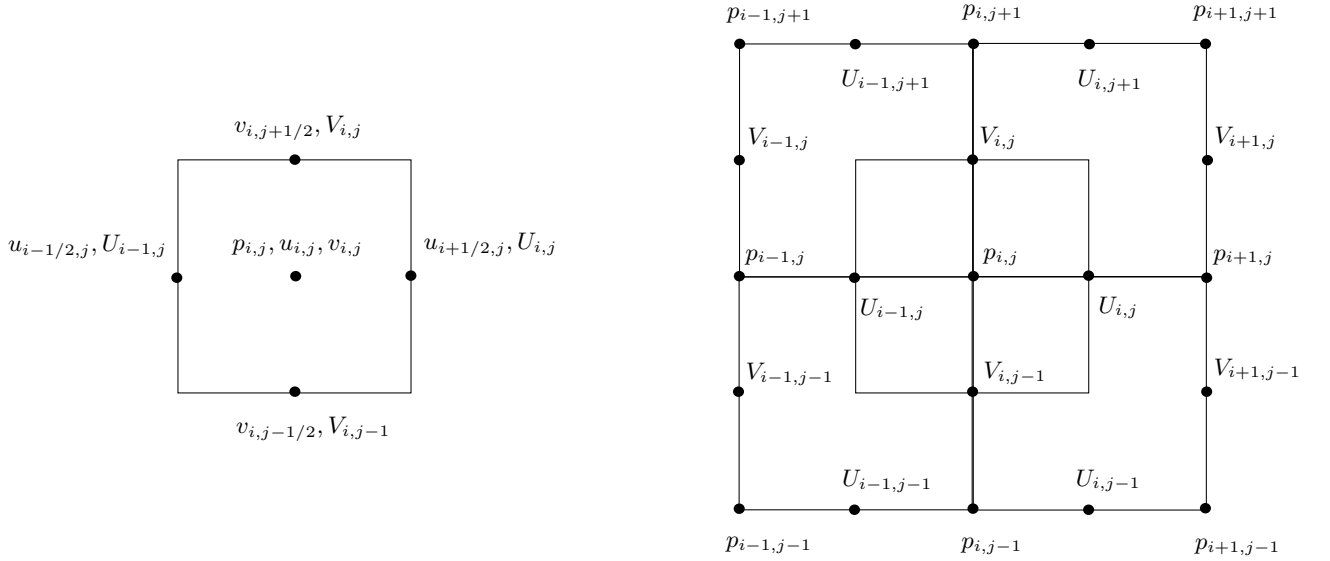 v_{i,j+1/2}, V_{i,j}
u_{i-1/2,j}, U_{i-1,j}
p_{i,j}, u_{i,j}, v_{i,j}
u_{i+1/2,j}, U_{i,j}
v_{i,j-1/2}, V_{i,j-1}
p_{i-1,j+1}
p_{i,j+1}
p_{i+1,j+1}
U_{i-1,j+1}
U_{i,j+1}
V_{i-1,j}
V_{i,j}
V_{i+1,j}
p_{i-1,j}
p_{i,j}
p_{i+1,j}
U_{i-1,j}
U_{i,j}
V_{i-1,j-1}
V_{i,j-1}
V_{i+1,j-1}
U_{i-1,j-1}
U_{i,j-1}
p_{i-1,j-1}
p_{i,j-1}
p_{i+1,j-1}